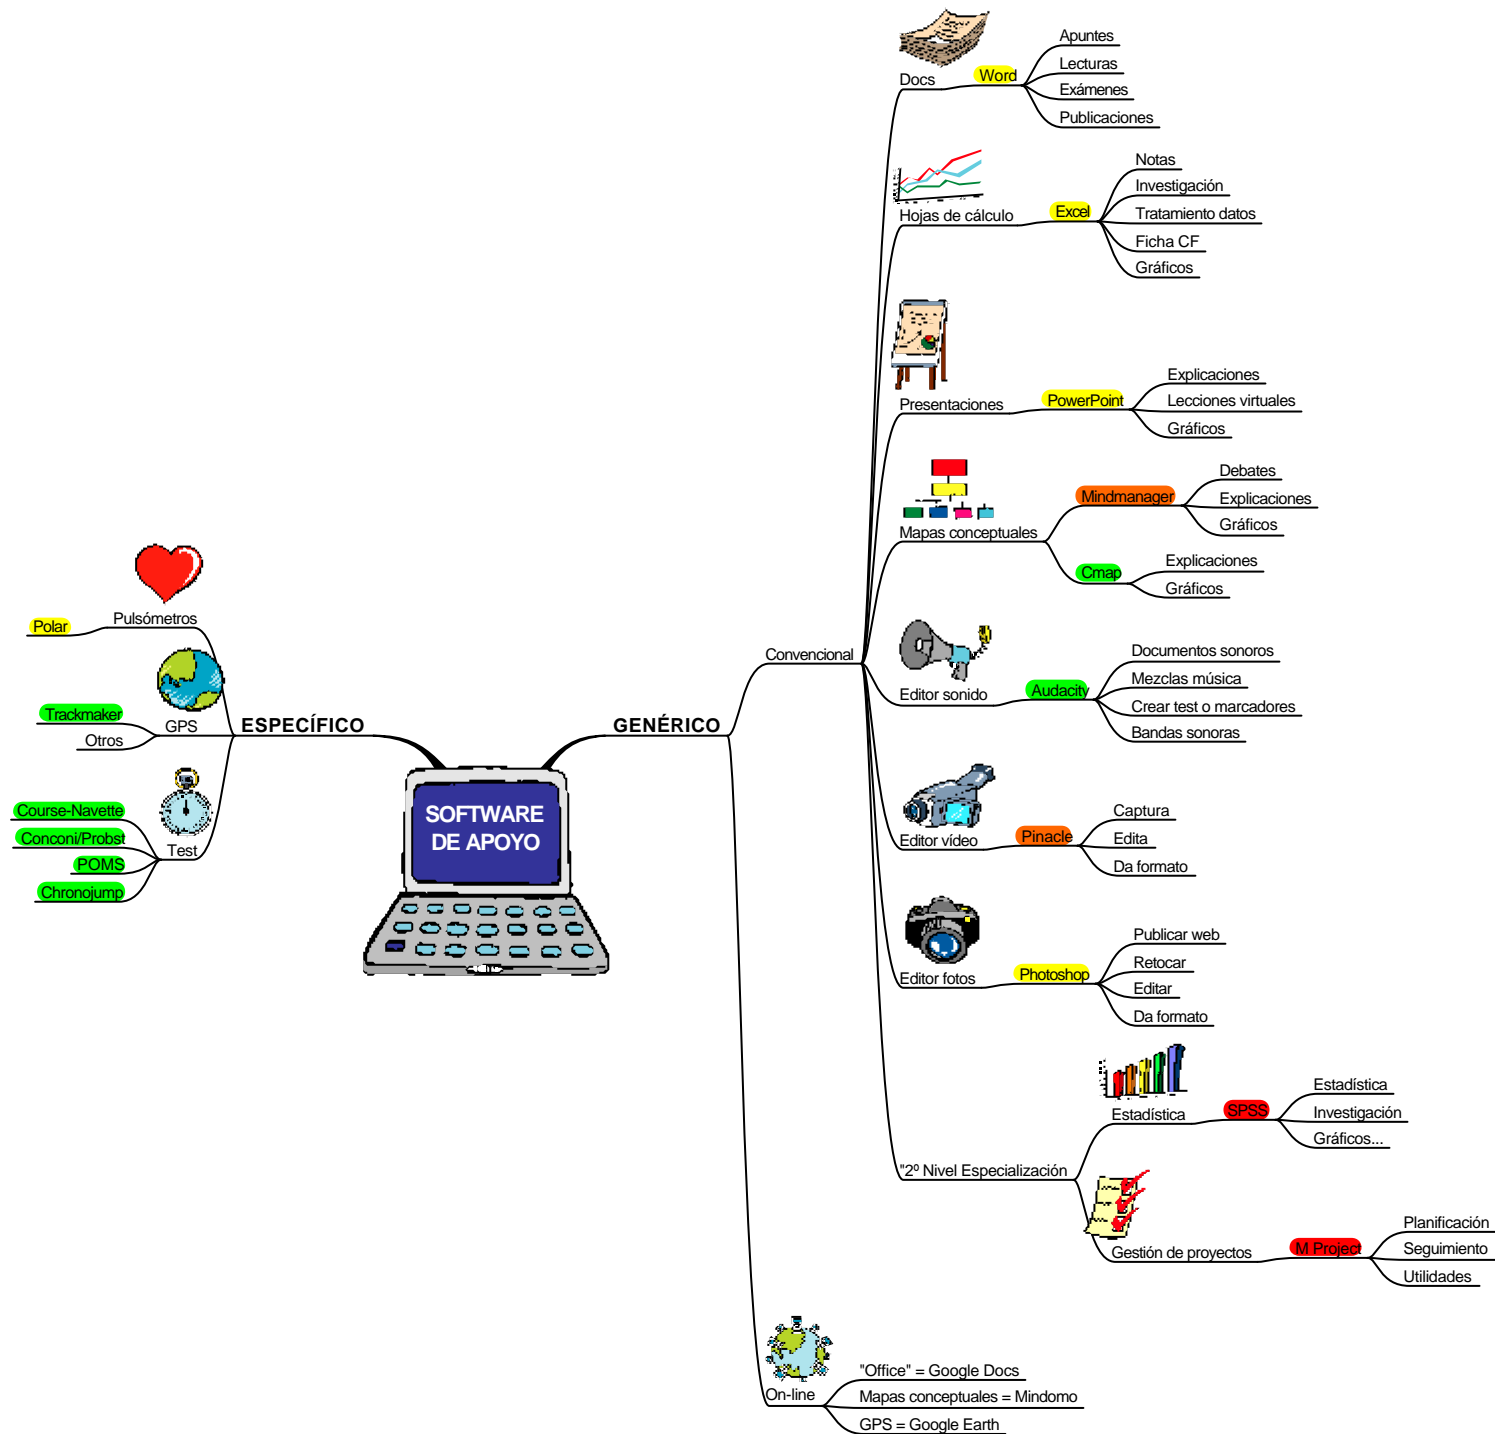 SOFTWARE
DE APOYO
ESPECÍFICO
Pulsómetros
Polar
GPS
Trackmaker
Otros
Test
Course-Navette
Conconi/Probst
POMS
Chronojump
GENÉRICO
Convencional
Docs
Word
Apuntes
Lecturas
Exámenes
Publicaciones
Hojas de cálculo
Excel
Notas
Investigación
Tratamiento datos
Ficha CF
Gráficos
Presentaciones
PowerPoint
Explicaciones
Lecciones virtuales
Gráficos
Mapas conceptuales
Mindmanager
Debates
Explicaciones
Gráficos
Cmap
Explicaciones
Gráficos
Editor sonido
Audacity
Documentos sonoros
Mezclas música
Crear test o marcadores
Bandas sonoras
Editor vídeo
Pinacle
Captura
Edita
Da formato
Editor fotos
Photoshop
Publicar web
Retocar
Editar
Da formato
"2º Nivel Especialización
Estadística
SPSS
Estadística
Investigación
Gráficos...
Gestión de proyectos
M Project
Planificación
Seguimiento
Utilidades
On-line
"Office" = Google Docs
Mapas conceptuales = Mindomo
GPS = Google Earth